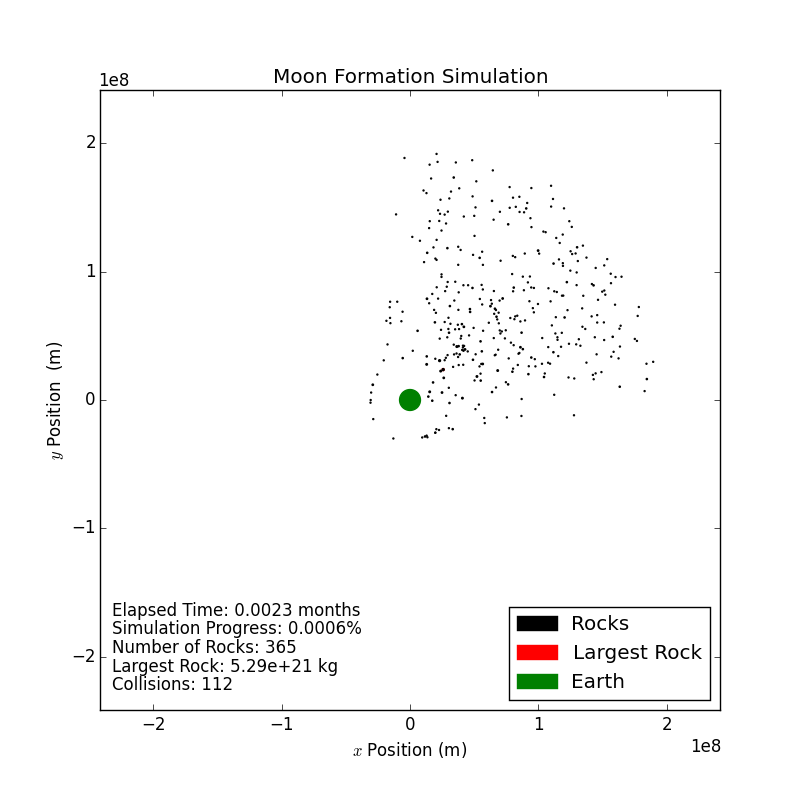 Moon Formation Simulation
1e8
2
1
0
−1
−2
y Position (m)
Elapsed Time: 0.0023 months
Simulation Progress: 0.0006%
Number of Rocks: 365
Largest Rock: 5.29e+21 kg
Collisions: 112
Rocks
Largest Rock
Earth
−2
−1
0
1
2
x Position (m)
1e8